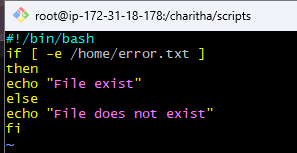 root@ip-172-31-18-178:/charitha/scripts
#!/bin/bash
if [ -e /home/error.txt ]
then
echo "File exist"
else
echo "File does not exist"
fi
~